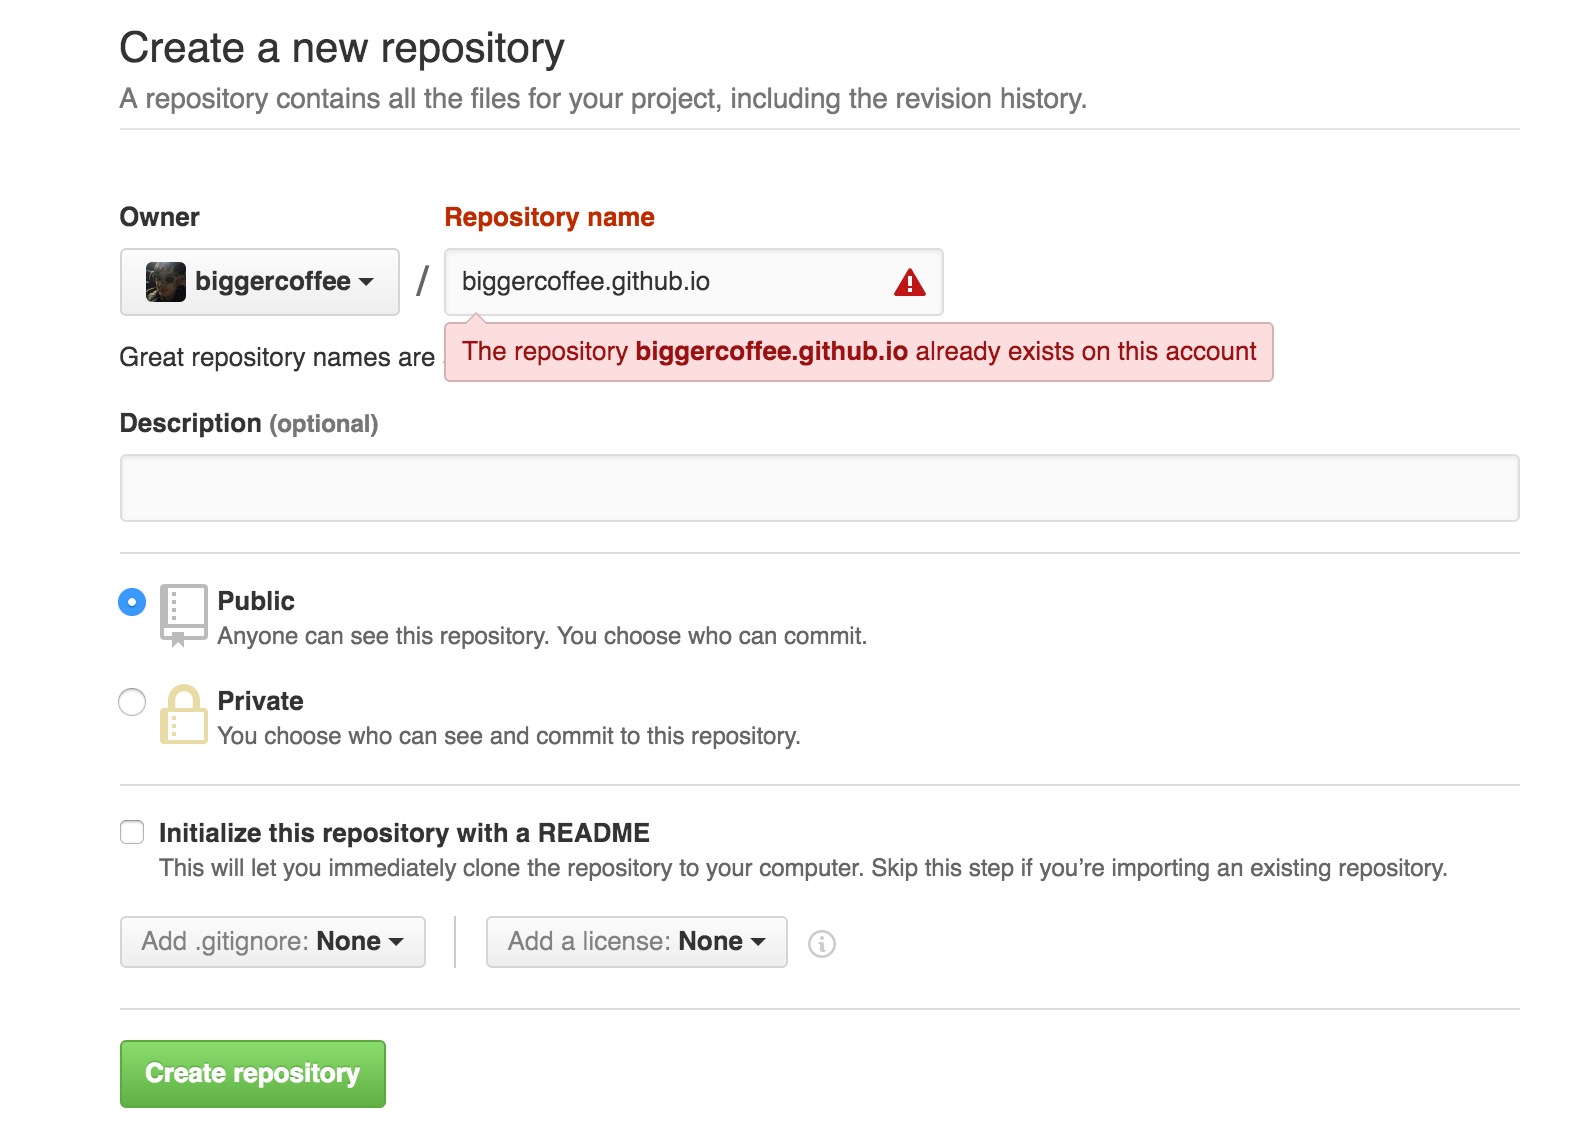 Create a new repository
A repository contains all the files for your project, including the revision history.
Owner
Repository name
biggercoffee / biggercoffee.github.io
Great repository names are
The repository biggercoffee.github.io already exists on this account
Description (optional)
Public
Anyone can see this repository. You choose who can commit.
Private
You choose who can see and commit to this repository.
Initialize this repository with a README
This will let you immediately clone the repository to your computer. Skip this step if you’re importing an existing repository.
Add .gitignore: None
Add a license: None
Create repository